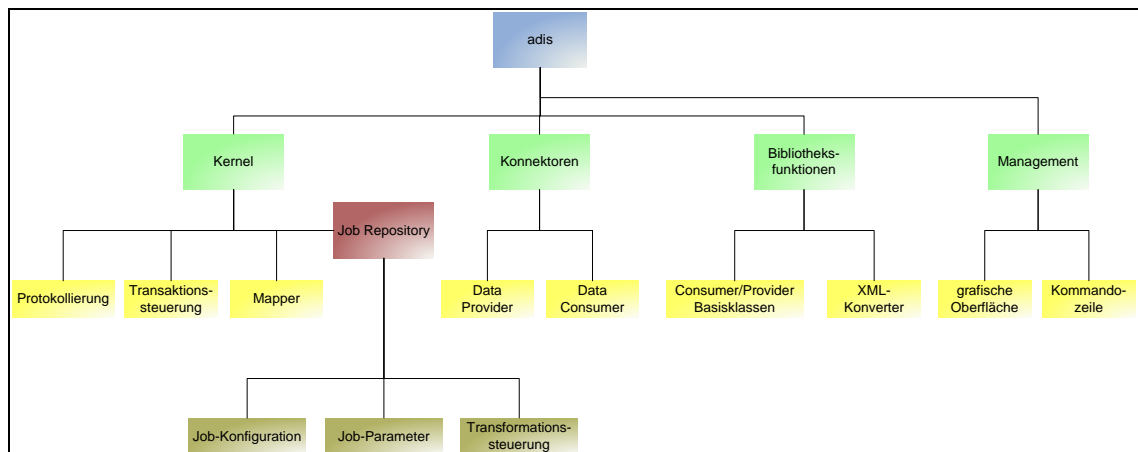 adis
Kernel
Konnektoren
Bibliotheks-
funktionen
Management
Job Repository
Protokollierung
Transaktions-
steuerung
Mapper
Data
Provider
Data
Consumer
Consumer/Provider
Basisklassen
XML-
Konverter
grafische
Oberfläche
Kommando-
zeile
Job-Konfiguration
Job-Parameter
Transformations-
steuerung